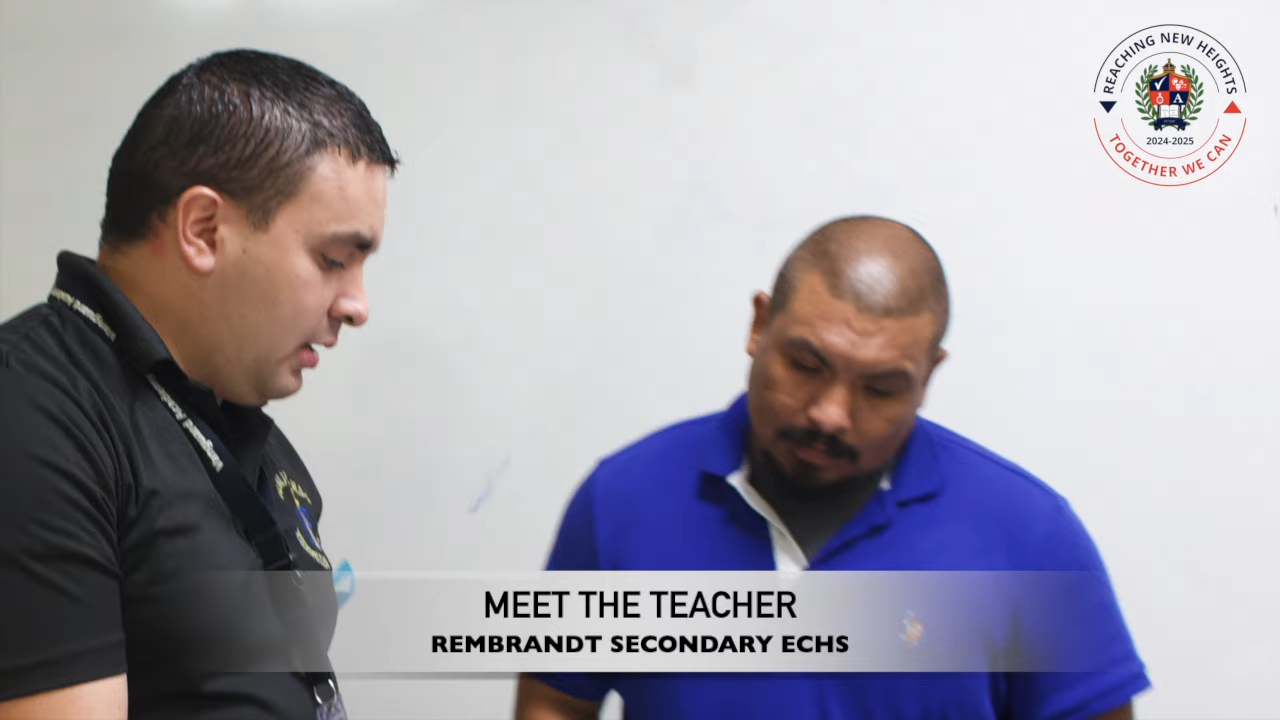 REACHING NEW HEIGHTS
2024-2025
TOGETHER WE CAN
MEET THE TEACHER
REMBRANDT SECONDARY ECHS